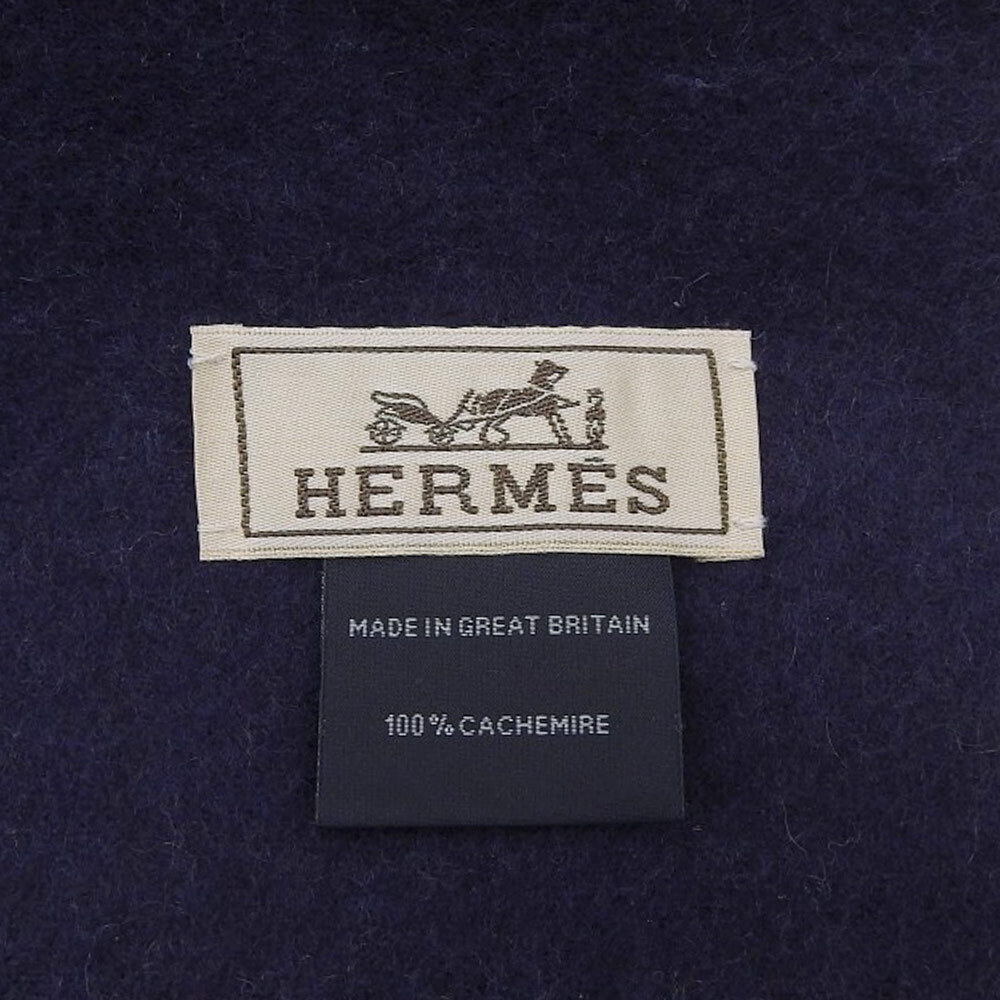 HERMÈS
MADE IN GREAT BRITAIN
100% CACHEMIRE